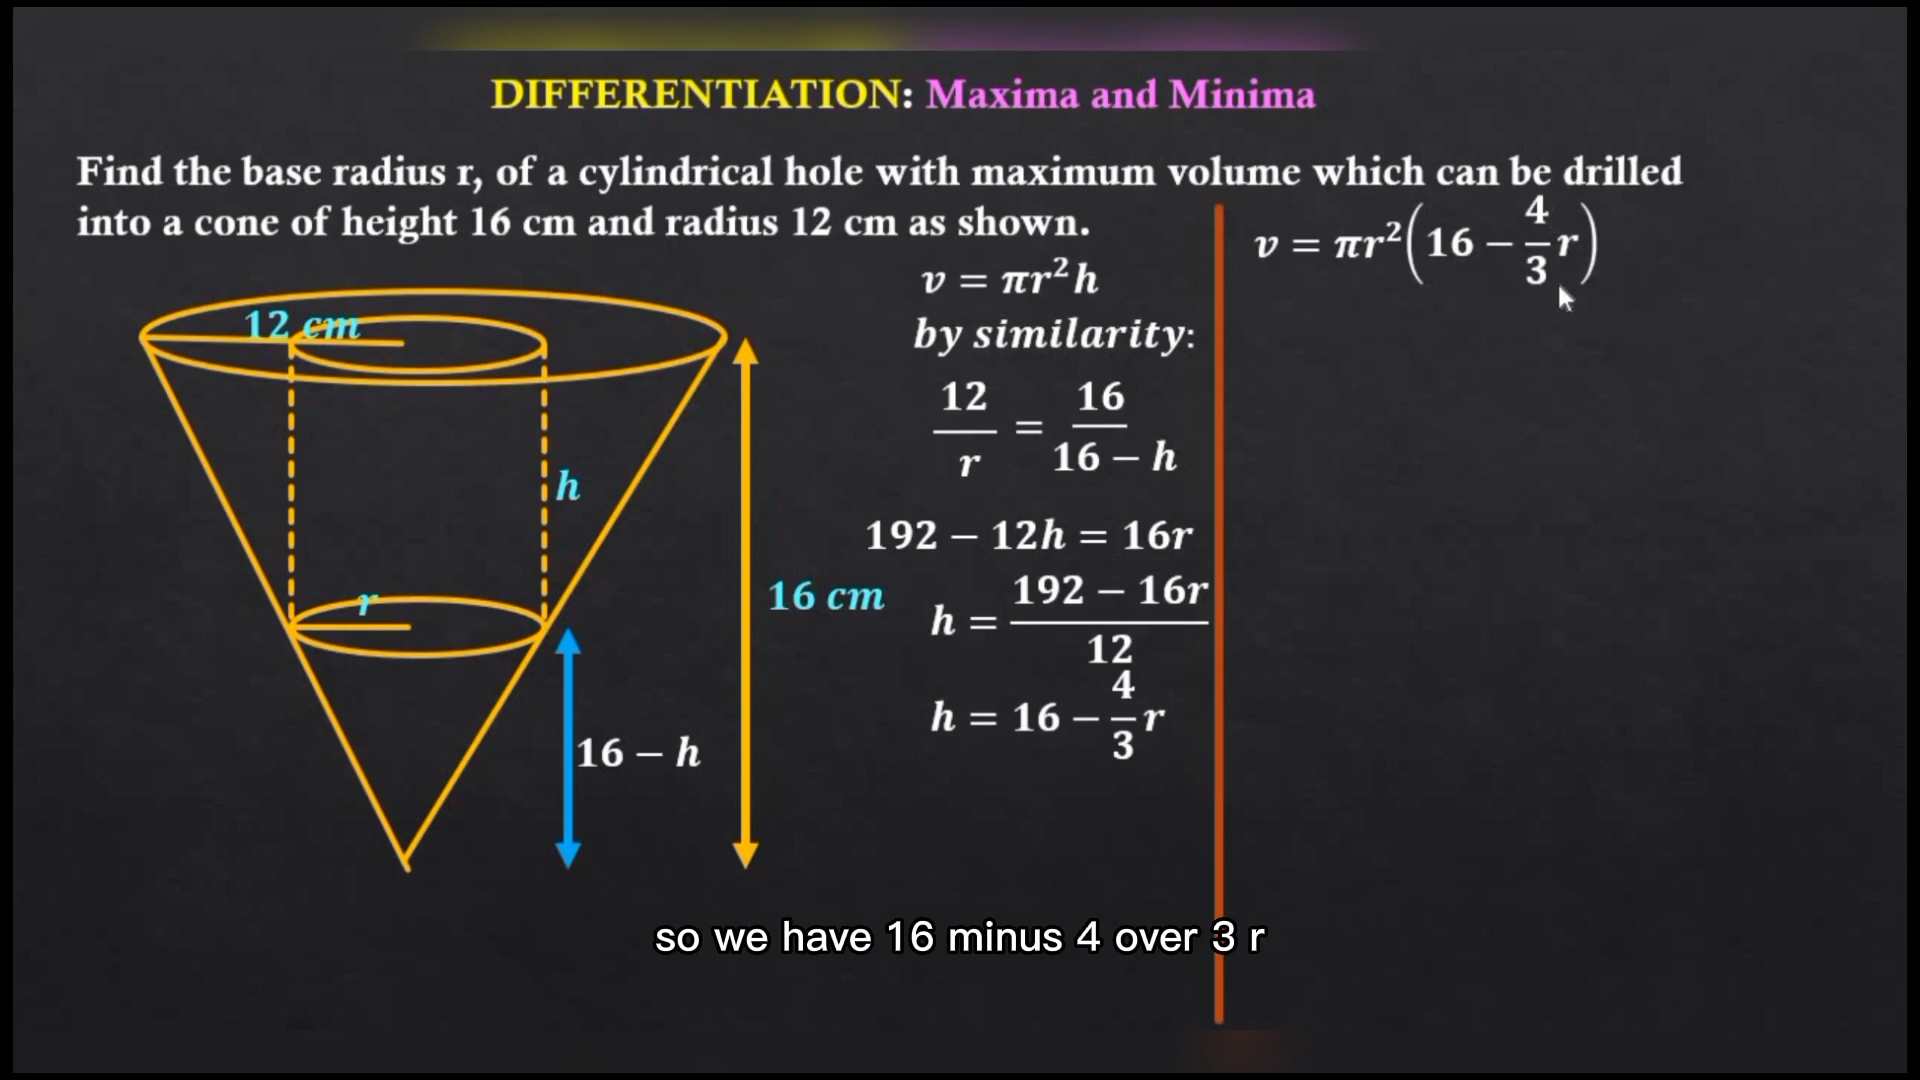 DIFFERENTIATION: Maxima and Minima
Find the base radius r, of a cylindrical hole with maximum volume which can be drilled
into a cone of height 16 cm and radius 12 cm as shown.
12 cm
h
r
16 − h
16 cm
v = πr²h
by similarity:
12/r = 16/(16 − h)
192 − 12h = 16r
h = (192 − 16r)/12
h = 16 − 4/3 r
v = πr²(16 − 4/3 r)
so we have 16 minus 4 over 3 r